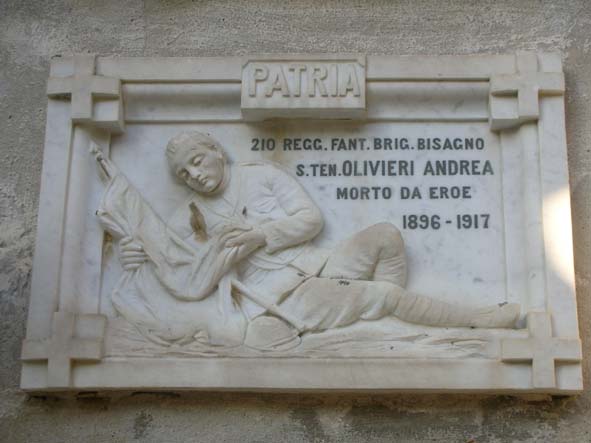 PATRIA
210 REGG. FANT. BRIG. BISAGNO
S. TEN. OLIVIERI ANDREA
MORTO DA EROE
1896 - 1917